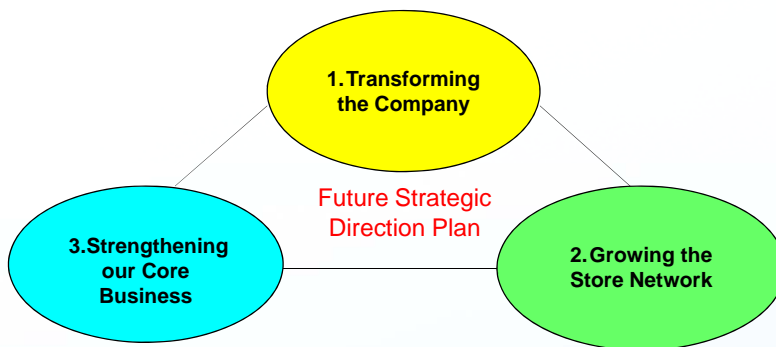 1.Transforming
the Company
Future Strategic
Direction Plan
3.Strengthening
our Core
Business
2.Growing the
Store Network